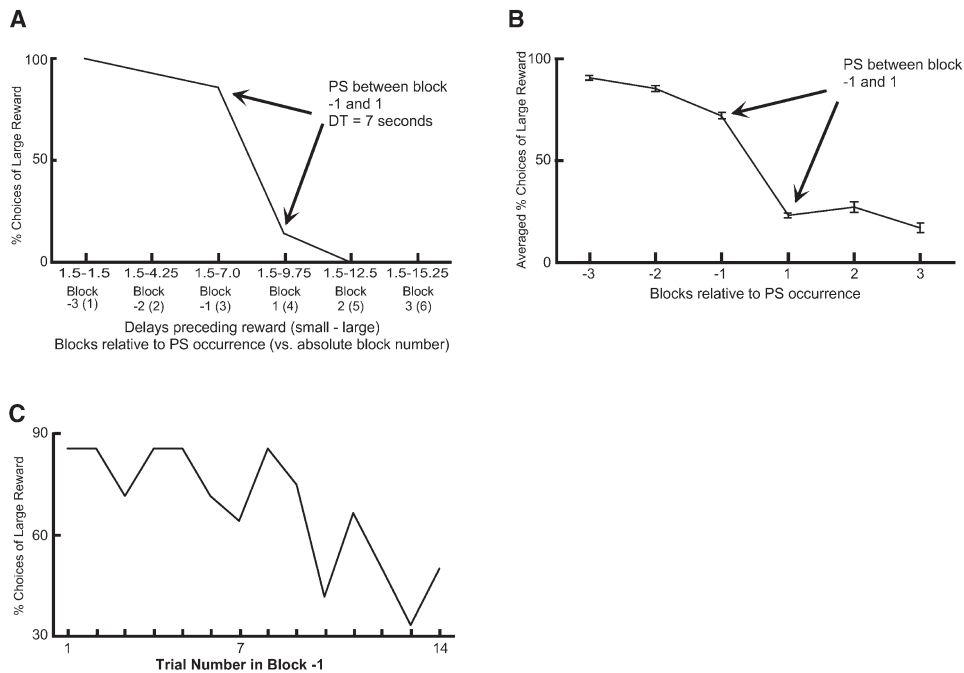 A
100
50
0
% Choices of Large Reward
PS between block
-1 and 1
DT = 7 seconds
1.5-1.5 1.5-4.25 1.5-7.0 1.5-9.75 1.5-12.5 1.5-15.25
Block Block Block Block Block Block
-3 (1) -2 (2) -1 (3) 1 (4) 2 (5) 3 (6)
Delays preceding reward (small - large)
Blocks relative to PS occurrence (vs. absolute block number)
B
100
50
0
Averaged % Choices of Large Reward
PS between block
-1 and 1
-3 -2 -1 1 2 3
Blocks relative to PS occurrence
C
90
60
30
% Choices of Large Reward
1 7 14
Trial Number in Block -1